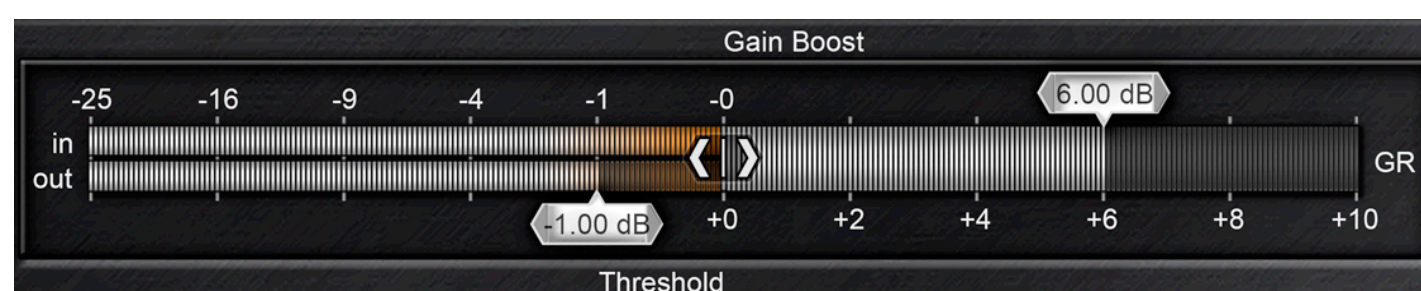 Gain Boost
-25 -16 -9 -4 -1 -0 6.00 dB
in
out GR
-1.00 dB +0 +2 +4 +6 +8 +10
Threshold